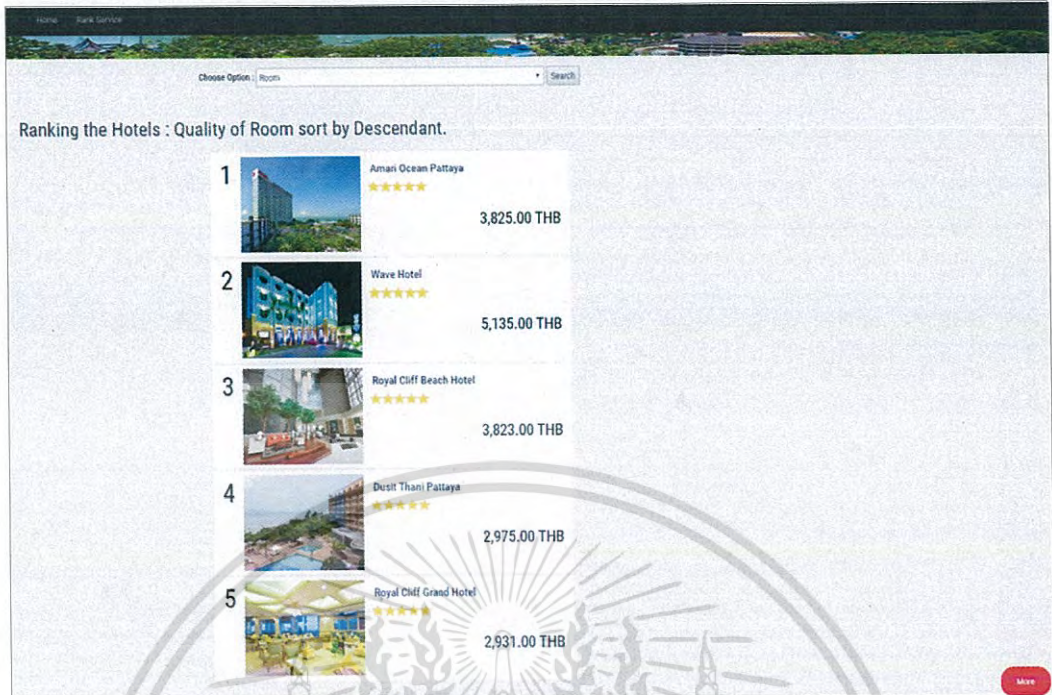 Home Rank Service
Choose Option : Room Search
Ranking the Hotels : Quality of Room sort by Descendant.
1 Amari Ocean Pattaya
3,825.00 THB
2 Wave Hotel
5,135.00 THB
3 Royal Cliff Beach Hotel
3,823.00 THB
4 Dusit Thani Pattaya
2,975.00 THB
5 Royal Cliff Grand Hotel
2,931.00 THB
More